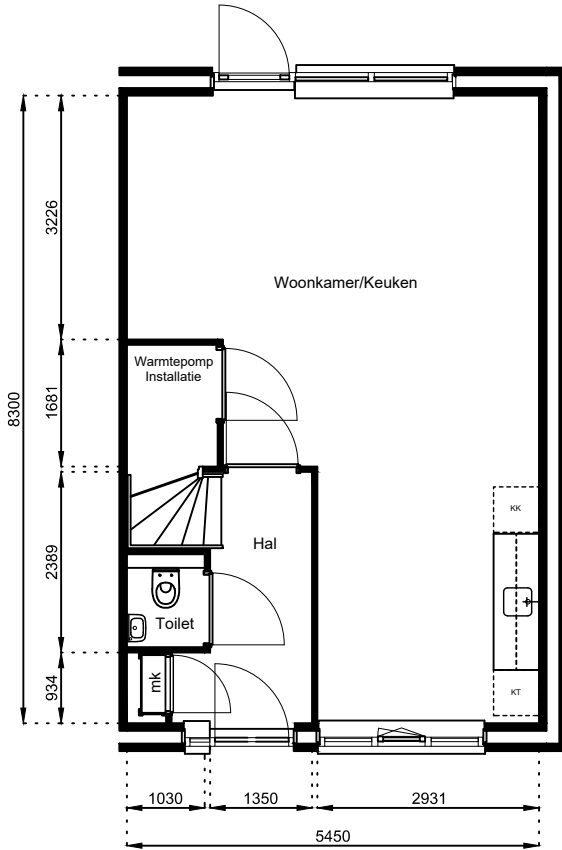 Woonkamer/Keuken
3226
Warmtepomp
Installatie
1681
8300
KK
Hal
2389
Toilet
mk
934
KT
1030
1350
2931
5450